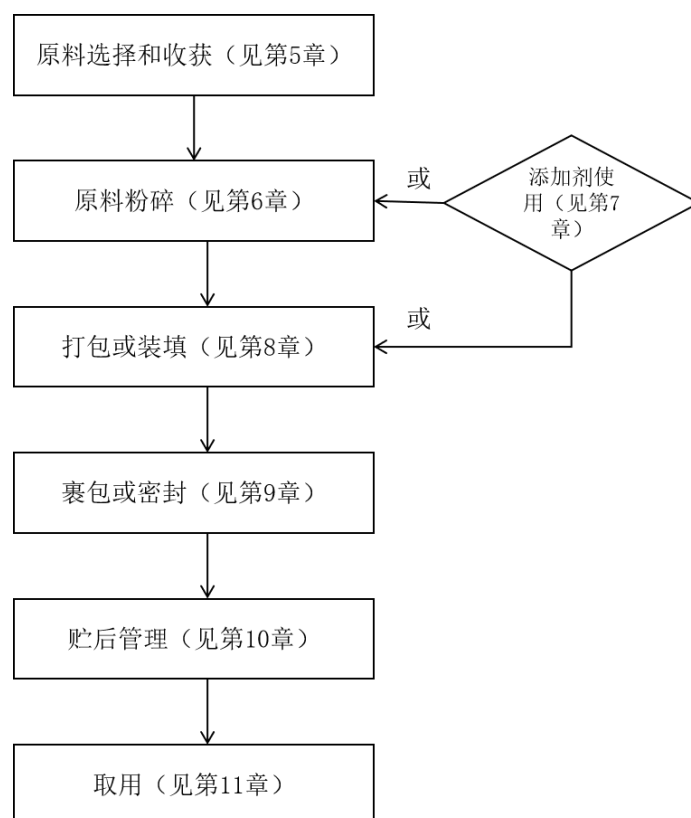 原料选择和收获（见第5章）
或
添加剂使
用（见第7
章）
原料粉碎（见第6章）
或
打包或装填（见第8章）
裹包或密封（见第9章）
贮后管理（见第10章）
取用（见第11章）